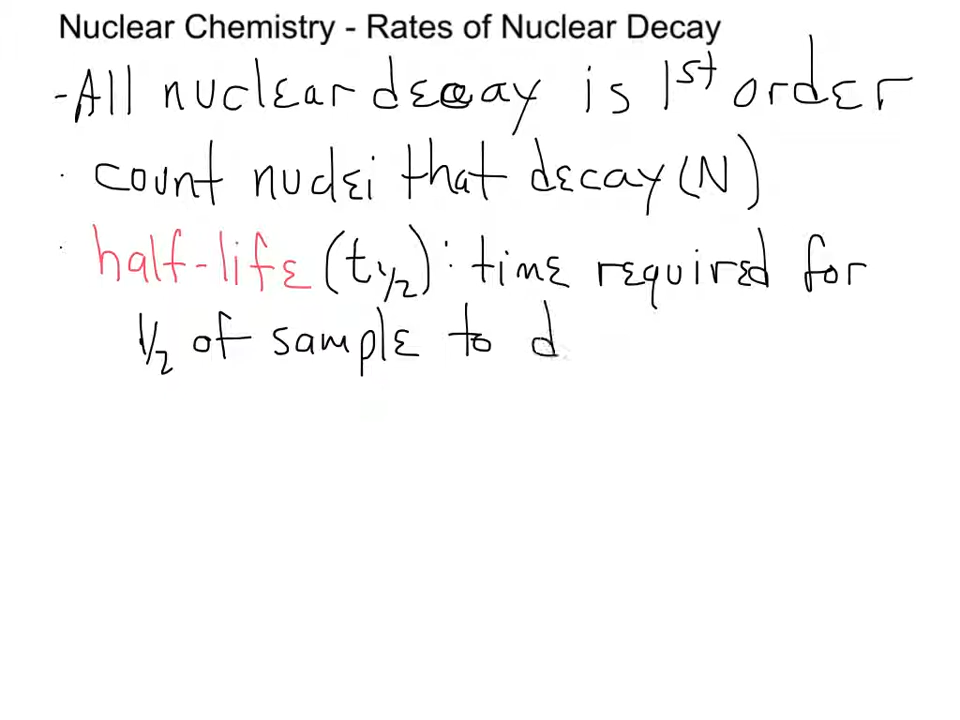 Nuclear Chemistry - Rates of Nuclear Decay
- All nuclear decay is 1st order
· count nuclei that decay (N)
· half-life (t1/2) : time required for
1/2 of sample to d